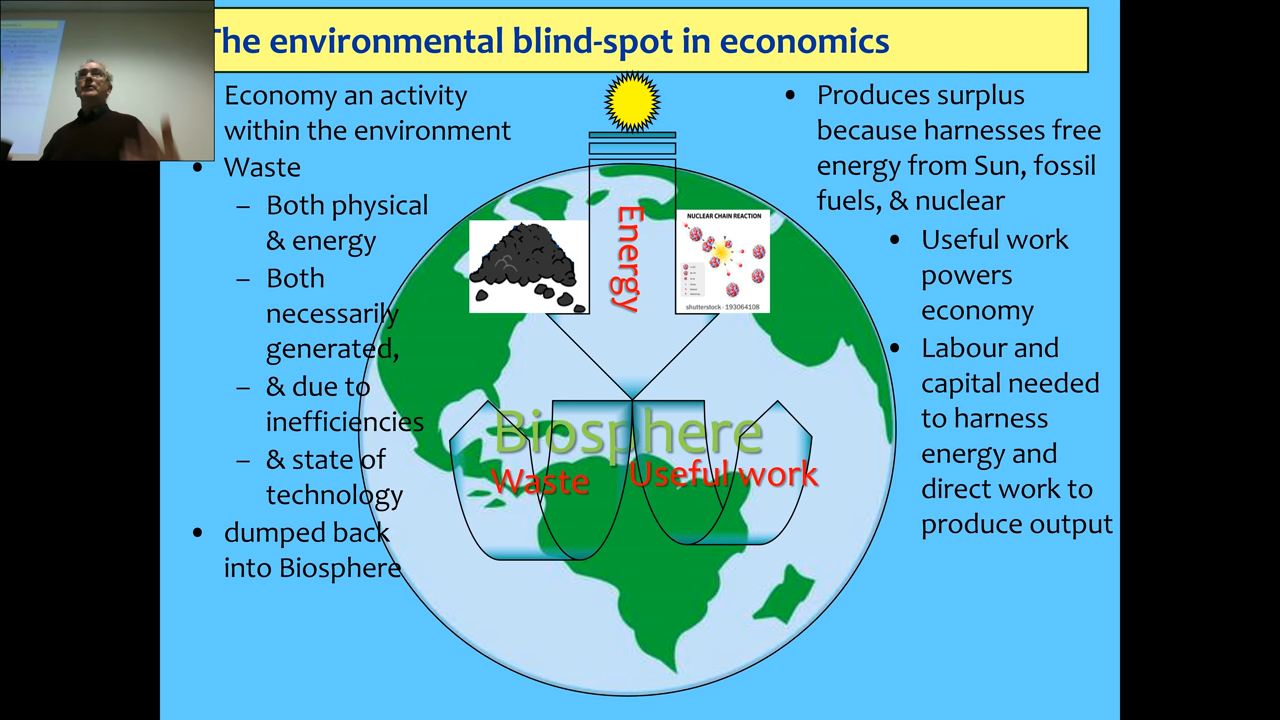 The environmental blind-spot in economics
Economy an activity
within the environment
• Waste
– Both physical
& energy
– Both
necessarily
generated,
– & due to
inefficiencies
– & state of
technology
• dumped back
into Biosphere
Energy
NUCLEAR CHAIN REACTION
shutterstock · 193064108
Biosphere
Waste
Useful work
• Produces surplus
because harnesses free
energy from Sun, fossil
fuels, & nuclear
• Useful work
powers
economy
• Labour and
capital needed
to harness
energy and
direct work to
produce output